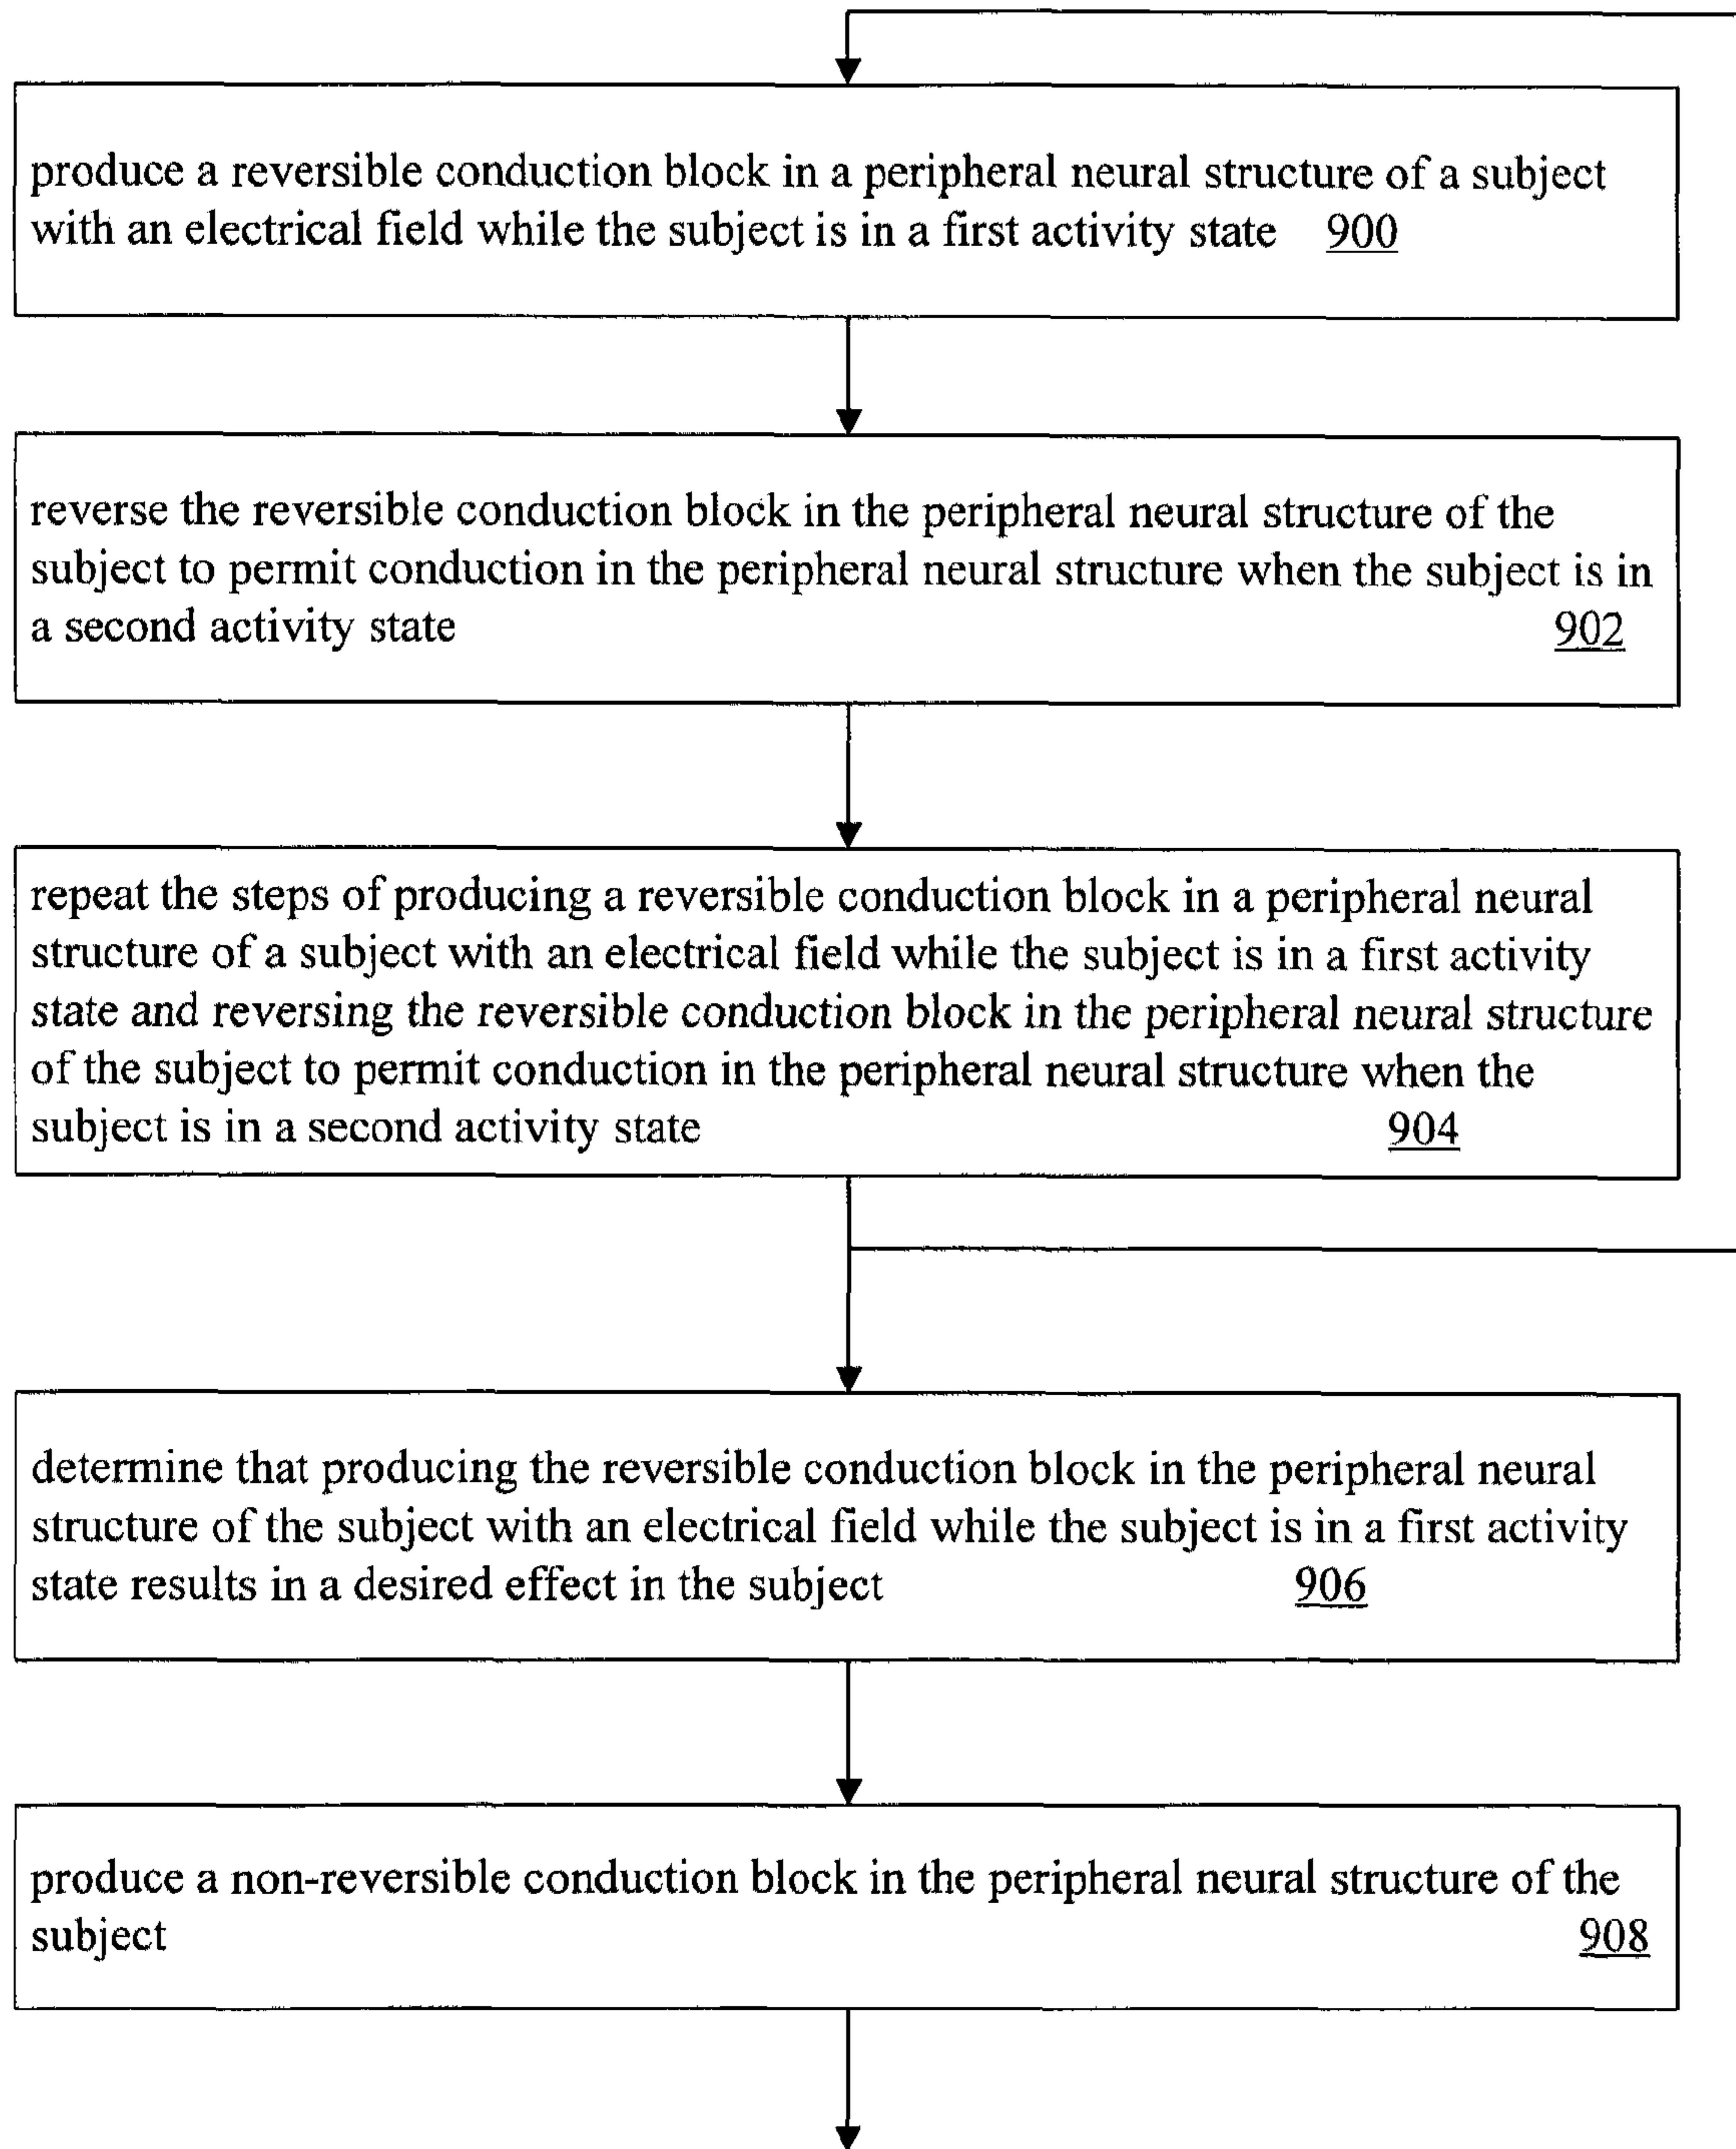 produce a reversible conduction block in a peripheral neural structure of a subject
with an electrical field while the subject is in a first activity state 900
reverse the reversible conduction block in the peripheral neural structure of the
subject to permit conduction in the peripheral neural structure when the subject is in
a second activity state 902
repeat the steps of producing a reversible conduction block in a peripheral neural
structure of a subject with an electrical field while the subject is in a first activity
state and reversing the reversible conduction block in the peripheral neural structure
of the subject to permit conduction in the peripheral neural structure when the
subject is in a second activity state 904
determine that producing the reversible conduction block in the peripheral neural
structure of the subject with an electrical field while the subject is in a first activity
state results in a desired effect in the subject 906
produce a non-reversible conduction block in the peripheral neural structure of the
subject 908